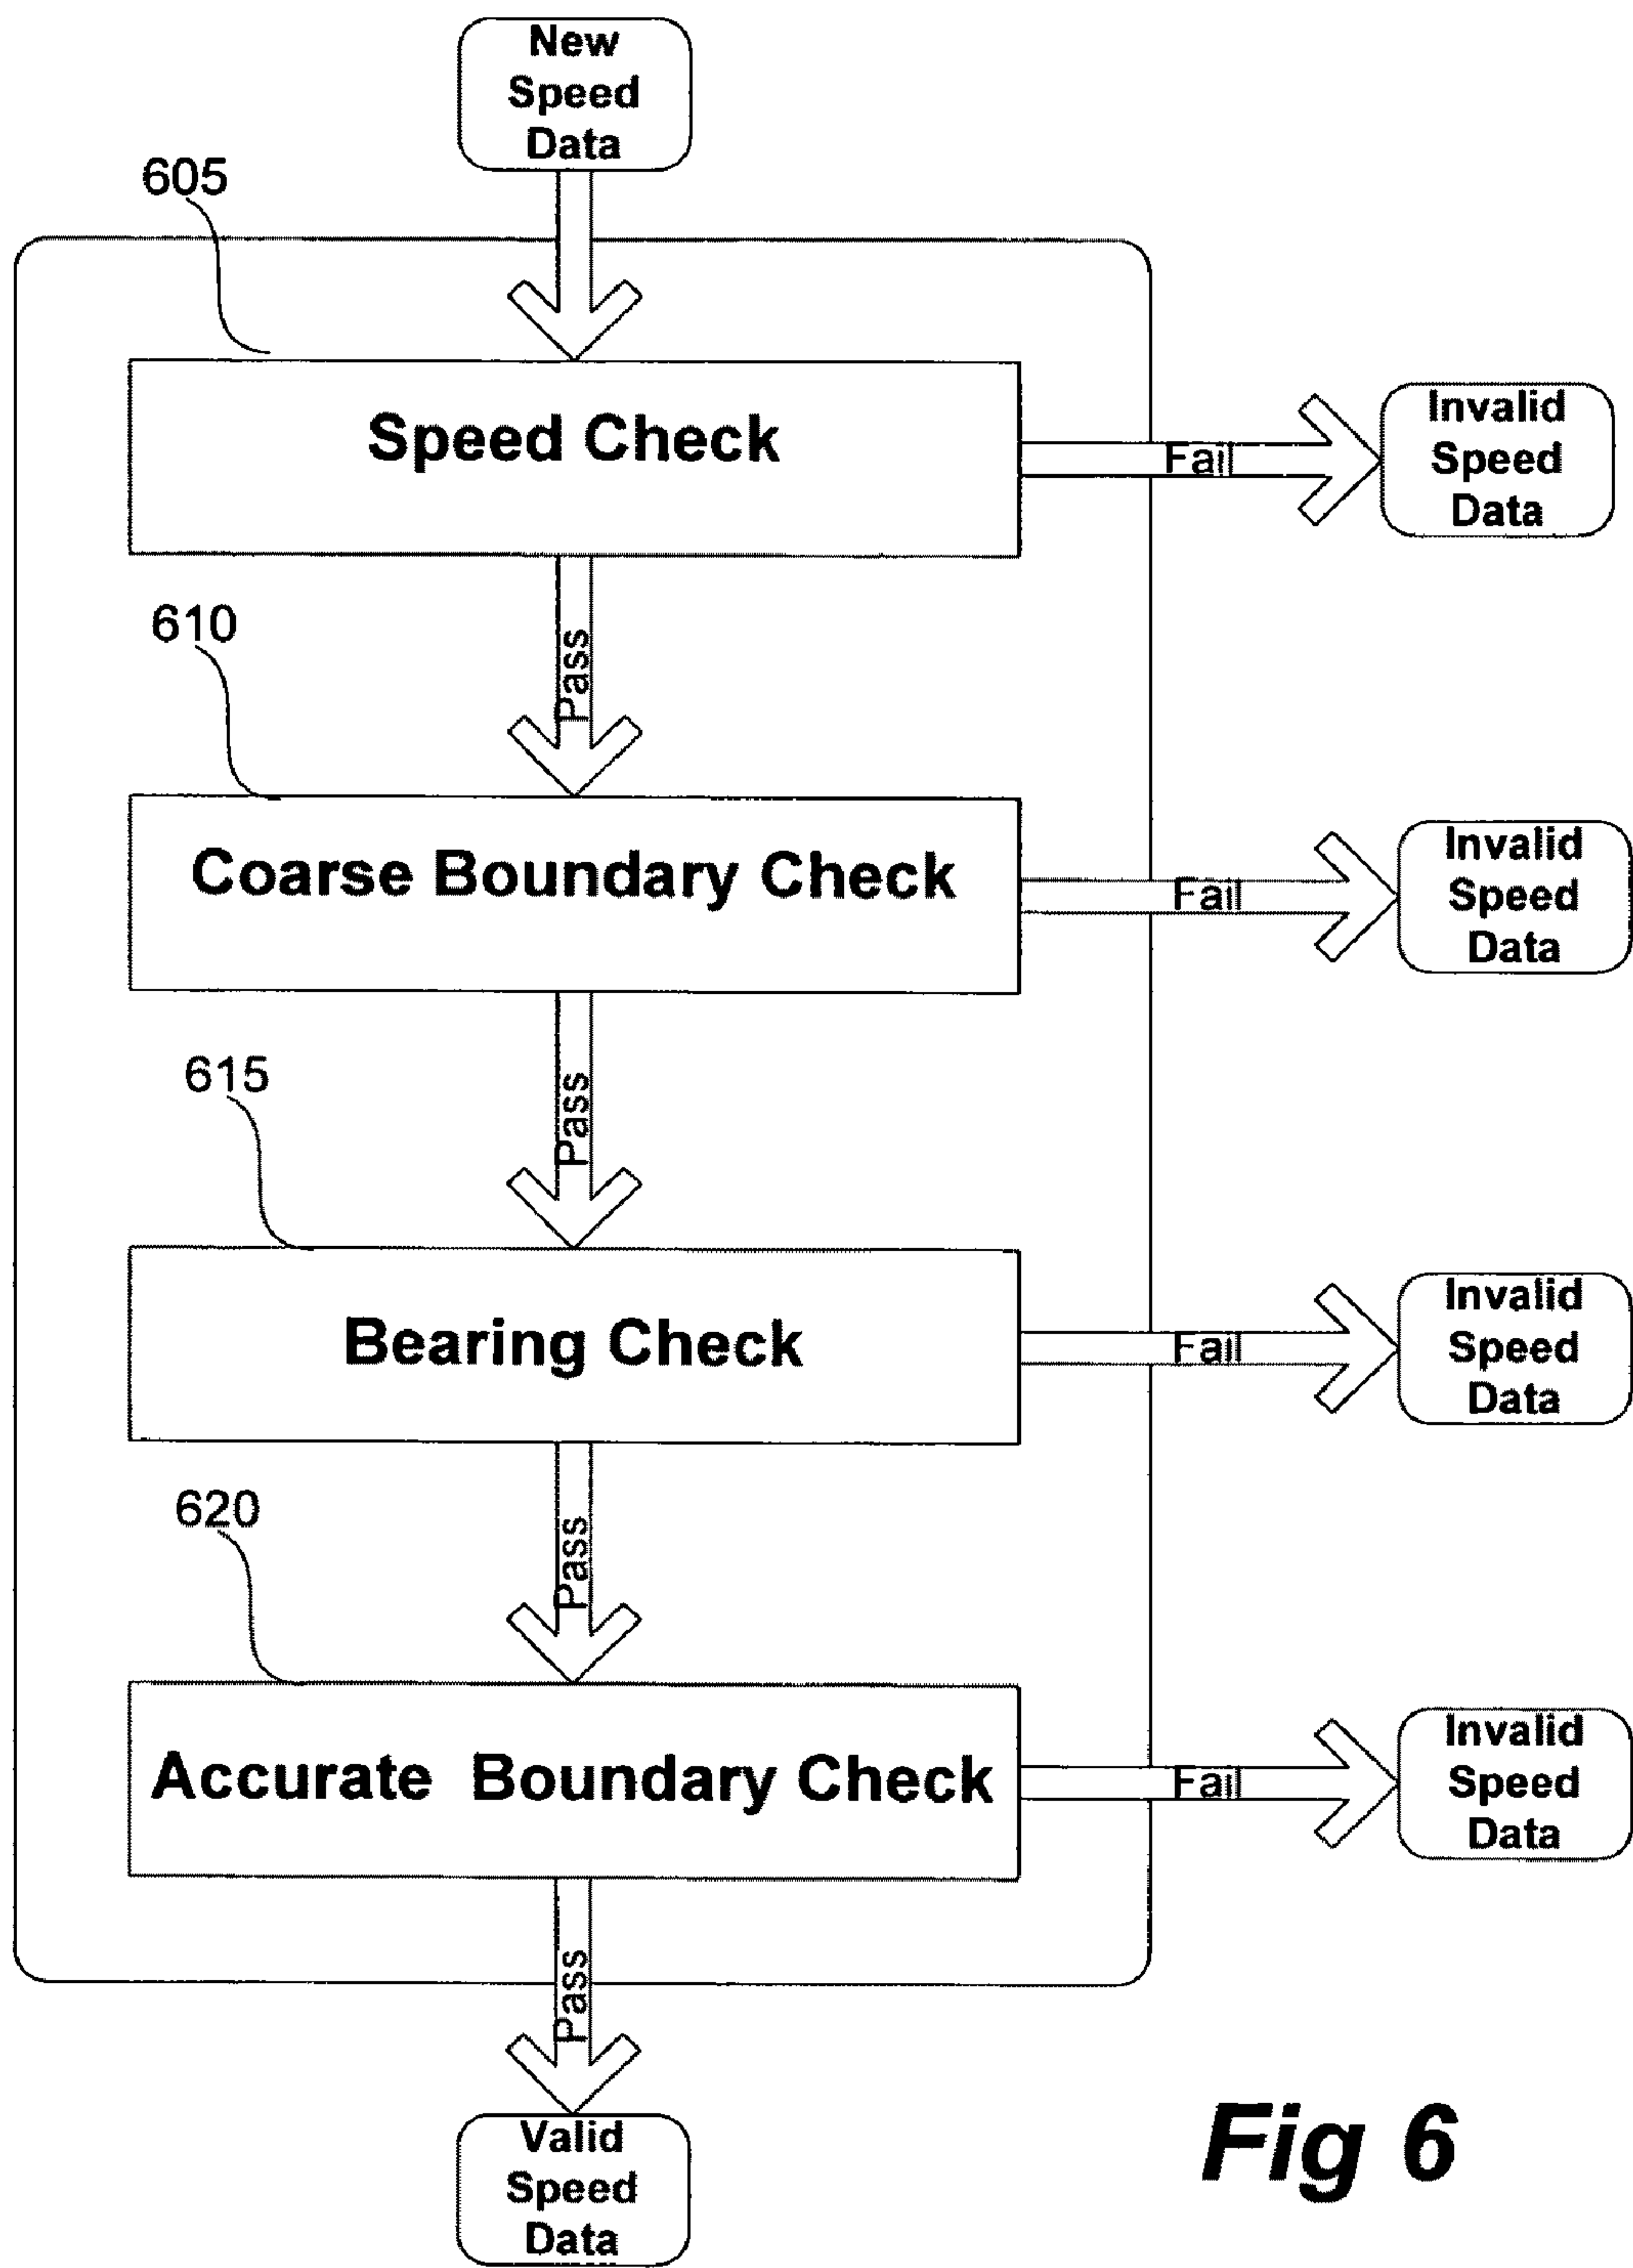 New
Speed
Data
605
Speed Check
Fail
Invalid
Speed
Data
Pass
610
Coarse Boundary Check
Fail
Invalid
Speed
Data
Pass
615
Bearing Check
Fail
Invalid
Speed
Data
Pass
620
Accurate Boundary Check
Fail
Invalid
Speed
Data
Pass
Valid
Speed
Data
Fig 6